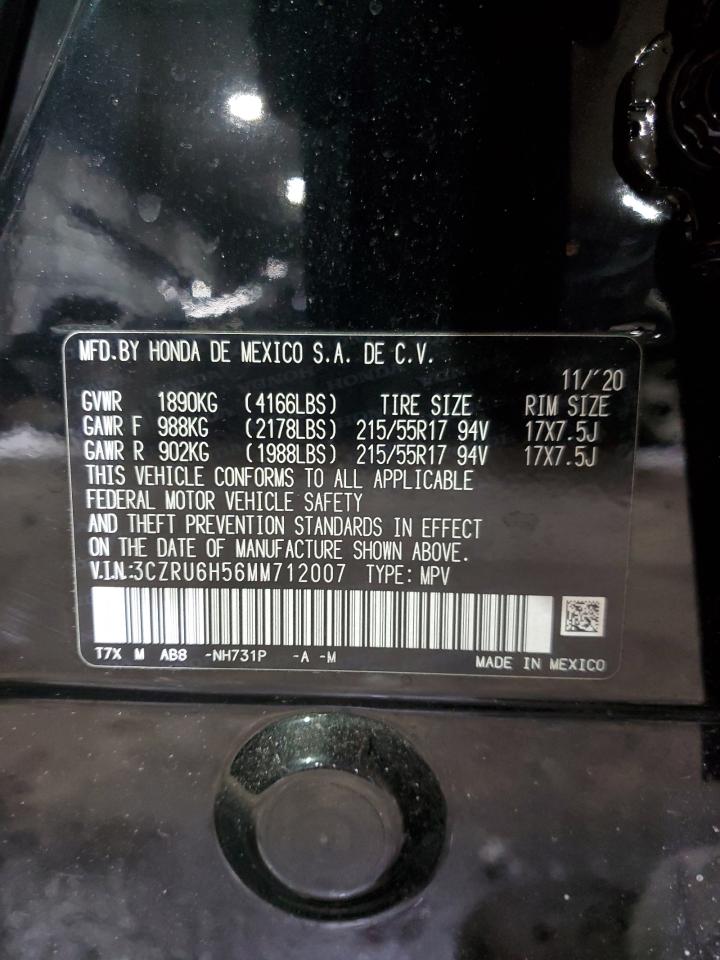 MFD.BY HONDA DE MEXICO S.A. DE C.V.
11/'20
GVWR 1890KG (4166LBS) TIRE SIZE RIM SIZE
GAWR F 988KG (2178LBS) 215/55R17 94V 17X7.5J
GAWR R 902KG (1988LBS) 215/55R17 94V 17X7.5J
THIS VEHICLE CONFORMS TO ALL APPLICABLE
FEDERAL MOTOR VEHICLE SAFETY
AND THEFT PREVENTION STANDARDS IN EFFECT
ON THE DATE OF MANUFACTURE SHOWN ABOVE.
V.I.N.:3CZRU6H56MM712007 TYPE: MPV
T7X M AB8 -NH731P -A -M
MADE IN MEXICO